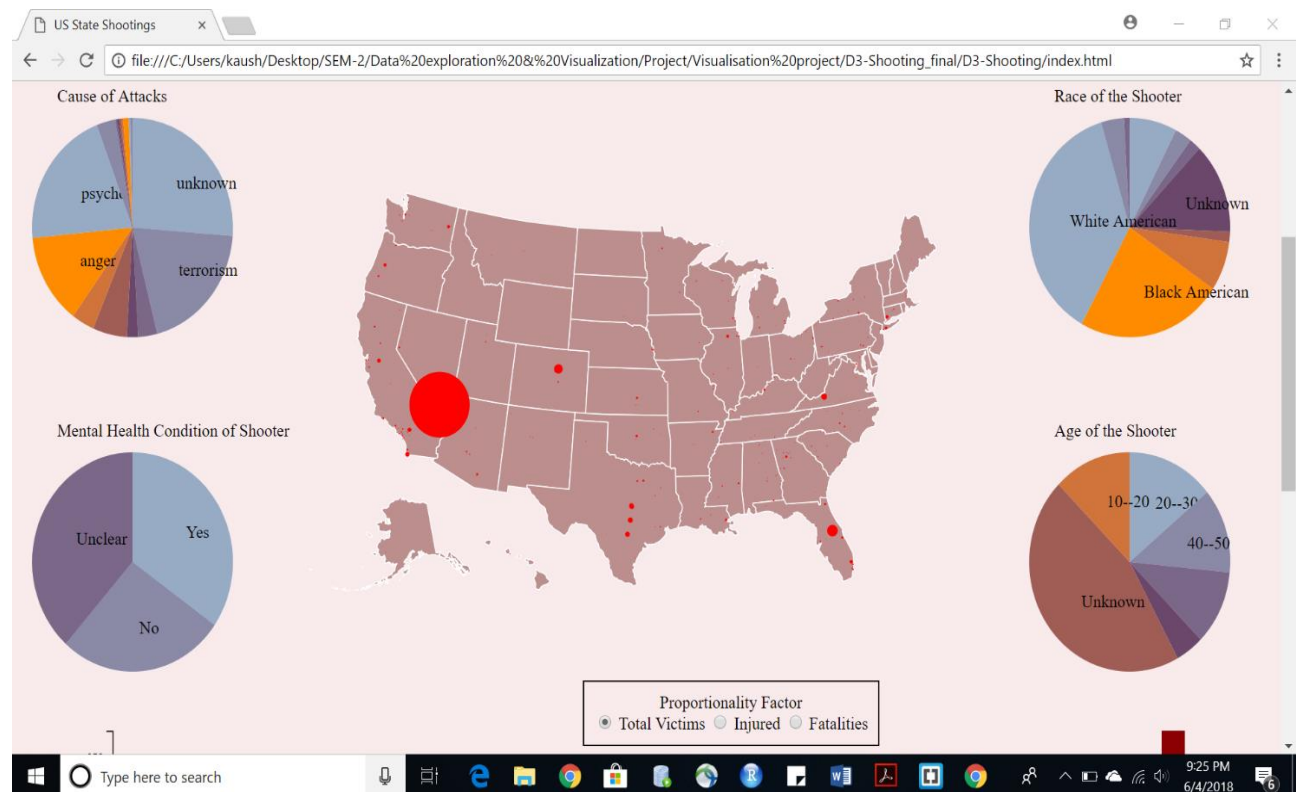 US State Shootings
file:///C:/Users/kaush/Desktop/SEM-2/Data%20exploration%20&%20Visualization/Project/Visualisation%20project/D3-Shooting_final/D3-Shooting/index.html
Cause of Attacks
unknown
psych
anger
terrorism
Race of the Shooter
Unknown
White American
Black American
Mental Health Condition of Shooter
Yes
Unclear
No
Age of the Shooter
10--20 20--30
40--50
Unknown
Proportionality Factor
Total Victims Injured Fatalities
Type here to search
9:25 PM
6/4/2018
6